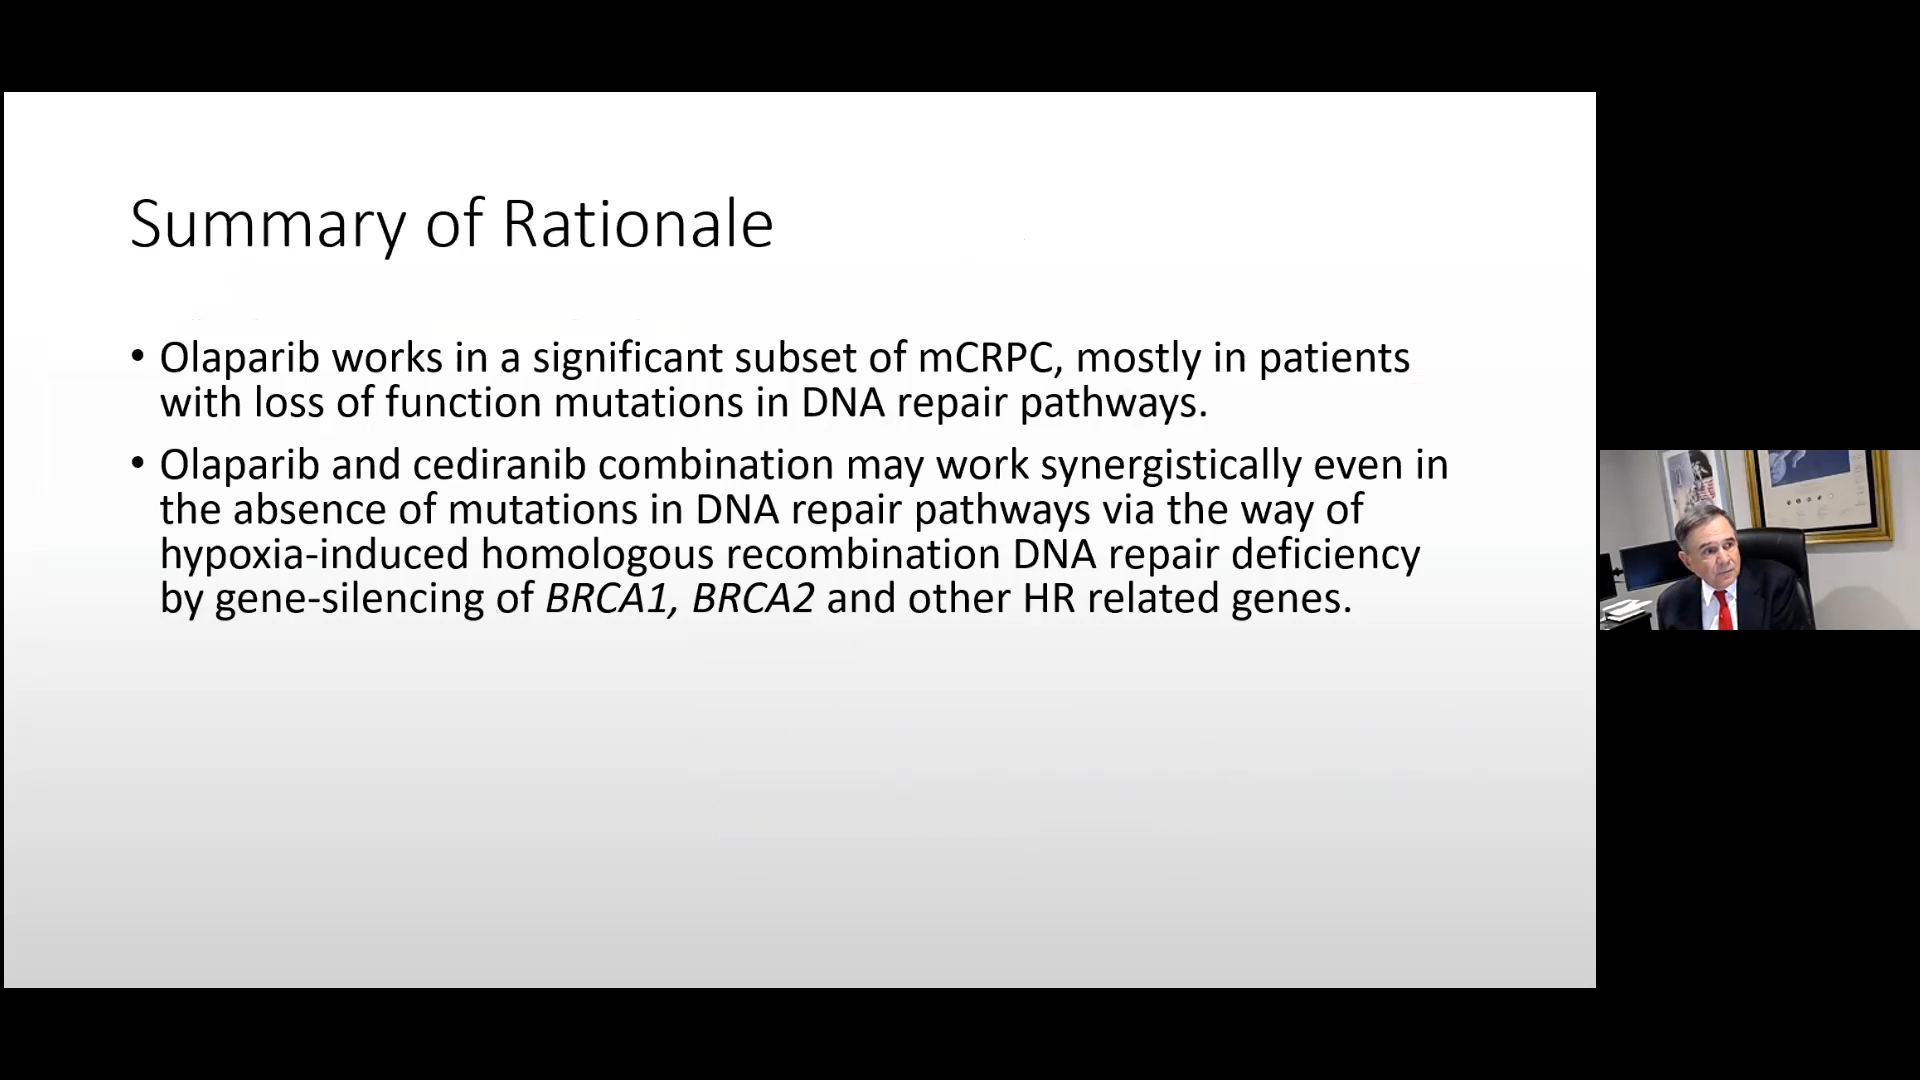 Summary of Rationale
• Olaparib works in a significant subset of mCRPC, mostly in patients
with loss of function mutations in DNA repair pathways.
• Olaparib and cediranib combination may work synergistically even in
the absence of mutations in DNA repair pathways via the way of
hypoxia-induced homologous recombination DNA repair deficiency
by gene-silencing of BRCA1, BRCA2 and other HR related genes.